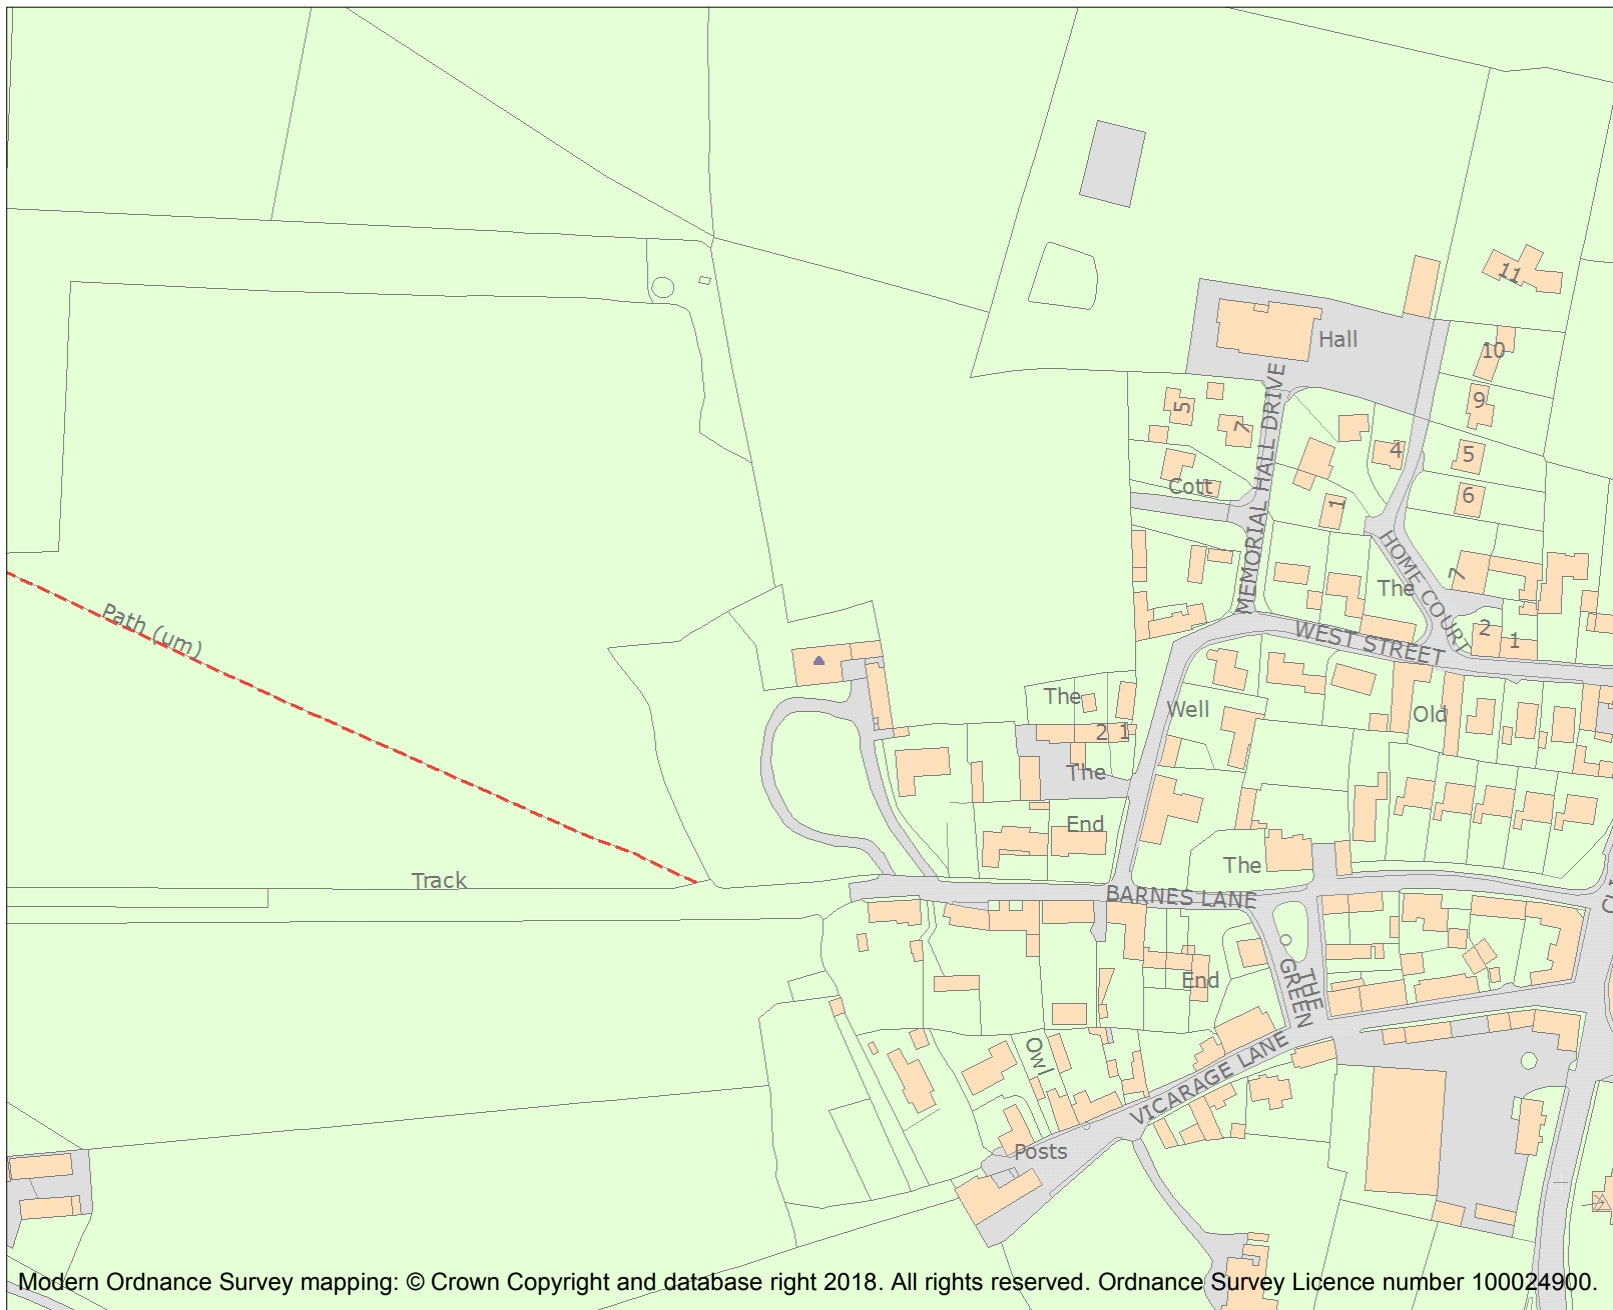 11
Hall
10
9
5
7
MEMORIAL HALL DRIVE
4
5
Cott
6
1
HOME COURT
7
The
Path (um)
2
1
WEST STREET
The
Well
Old
2
1
The
End
The
Track
BARNES LANE
End
THE
GREEN
Owl
VICARAGE LANE
Posts
Modern Ordnance Survey mapping: © Crown Copyright and database right 2018. All rights reserved. Ordnance Survey Licence number 100024900.